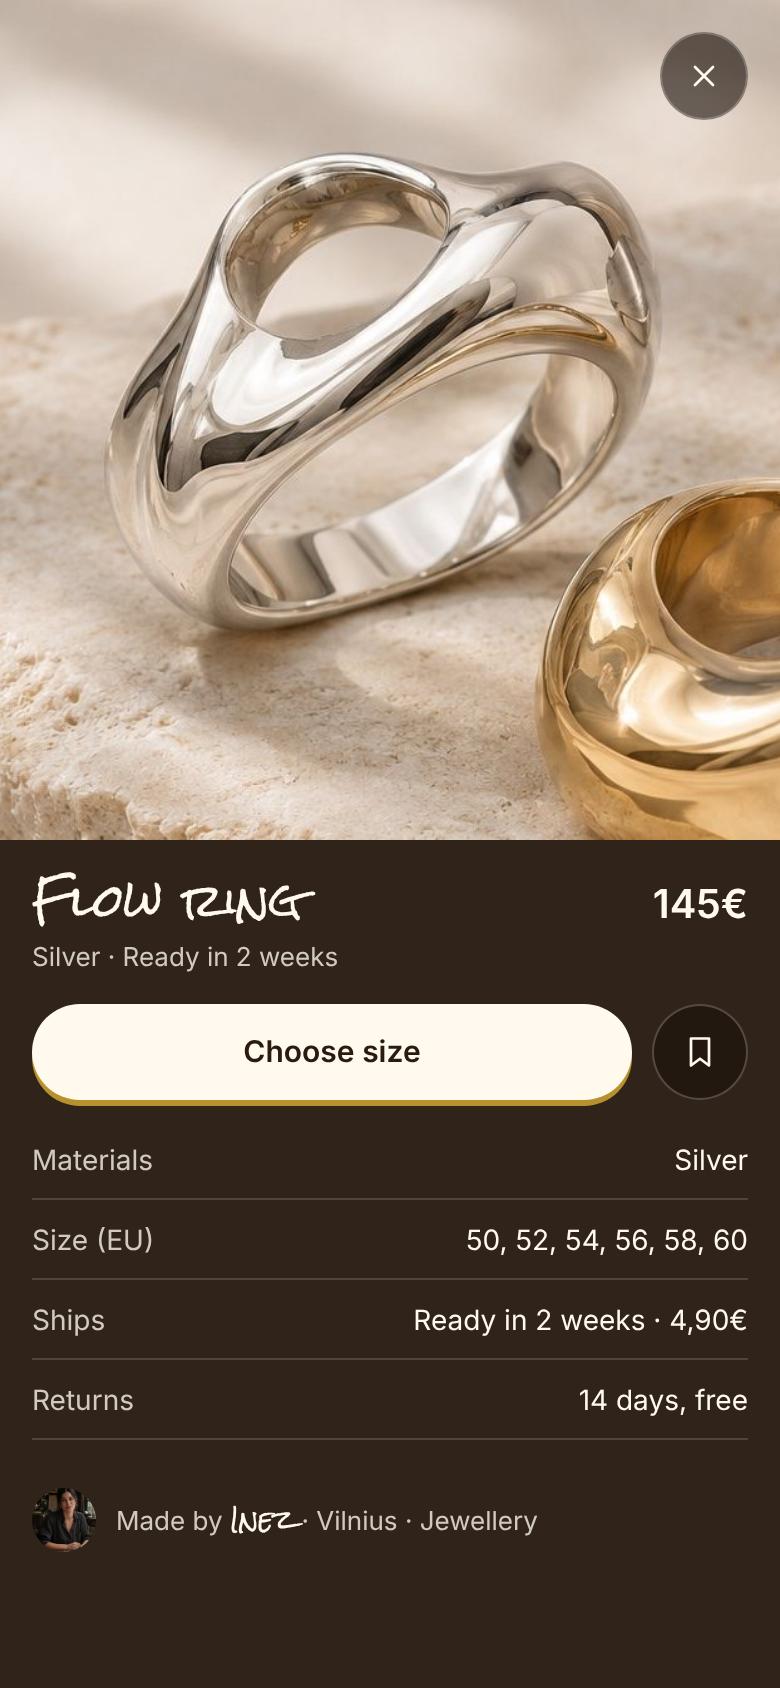 Flow ring
145€
Silver · Ready in 2 weeks
Choose size
Materials
Silver
Size (EU)
50, 52, 54, 56, 58, 60
Ships
Ready in 2 weeks · 4,90€
Returns
14 days, free
Made by Inez · Vilnius · Jewellery